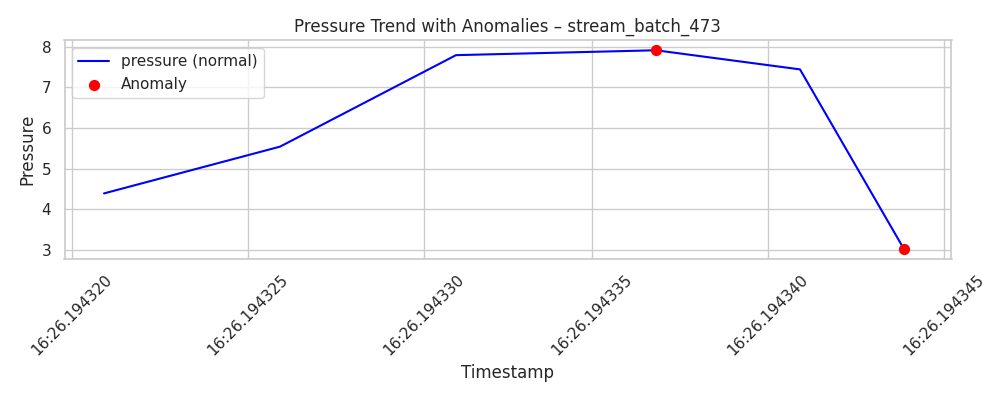 Pressure Trend with Anomalies – stream_batch_473
pressure (normal)
Anomaly
Pressure
8
7
6
5
4
3
16:26.194320
16:26.194325
16:26.194330
16:26.194335
16:26.194340
16:26.194345
Timestamp